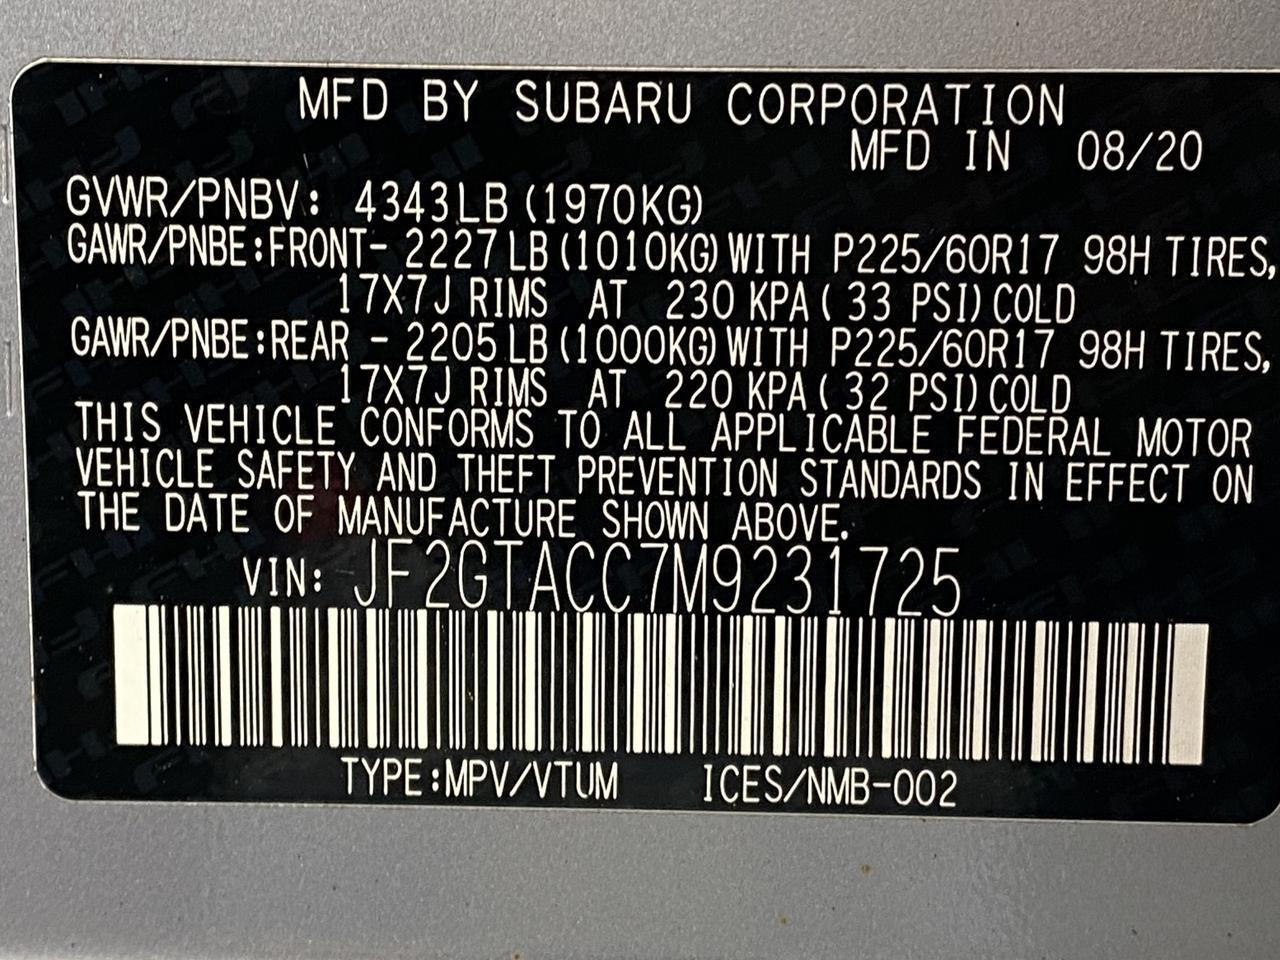 MFD BY SUBARU CORPORATION
MFD IN 08/20
GVWR/PNBV: 4343LB (1970KG)
GAWR/PNBE:FRONT- 2227LB (1010KG) WITH P225/60R17 98H TIRES,
17X7J RIMS AT 230 KPA ( 33 PSI) COLD
GAWR/PNBE:REAR - 2205LB (1000KG) WITH P225/60R17 98H TIRES,
17X7J RIMS AT 220 KPA ( 32 PSI) COLD
THIS VEHICLE CONFORMS TO ALL APPLICABLE FEDERAL MOTOR
VEHICLE SAFETY AND THEFT PREVENTION STANDARDS IN EFFECT ON
THE DATE OF MANUFACTURE SHOWN ABOVE.
VIN: JF2GTACC7M9231725
TYPE:MPV/VTUM ICES/NMB-002